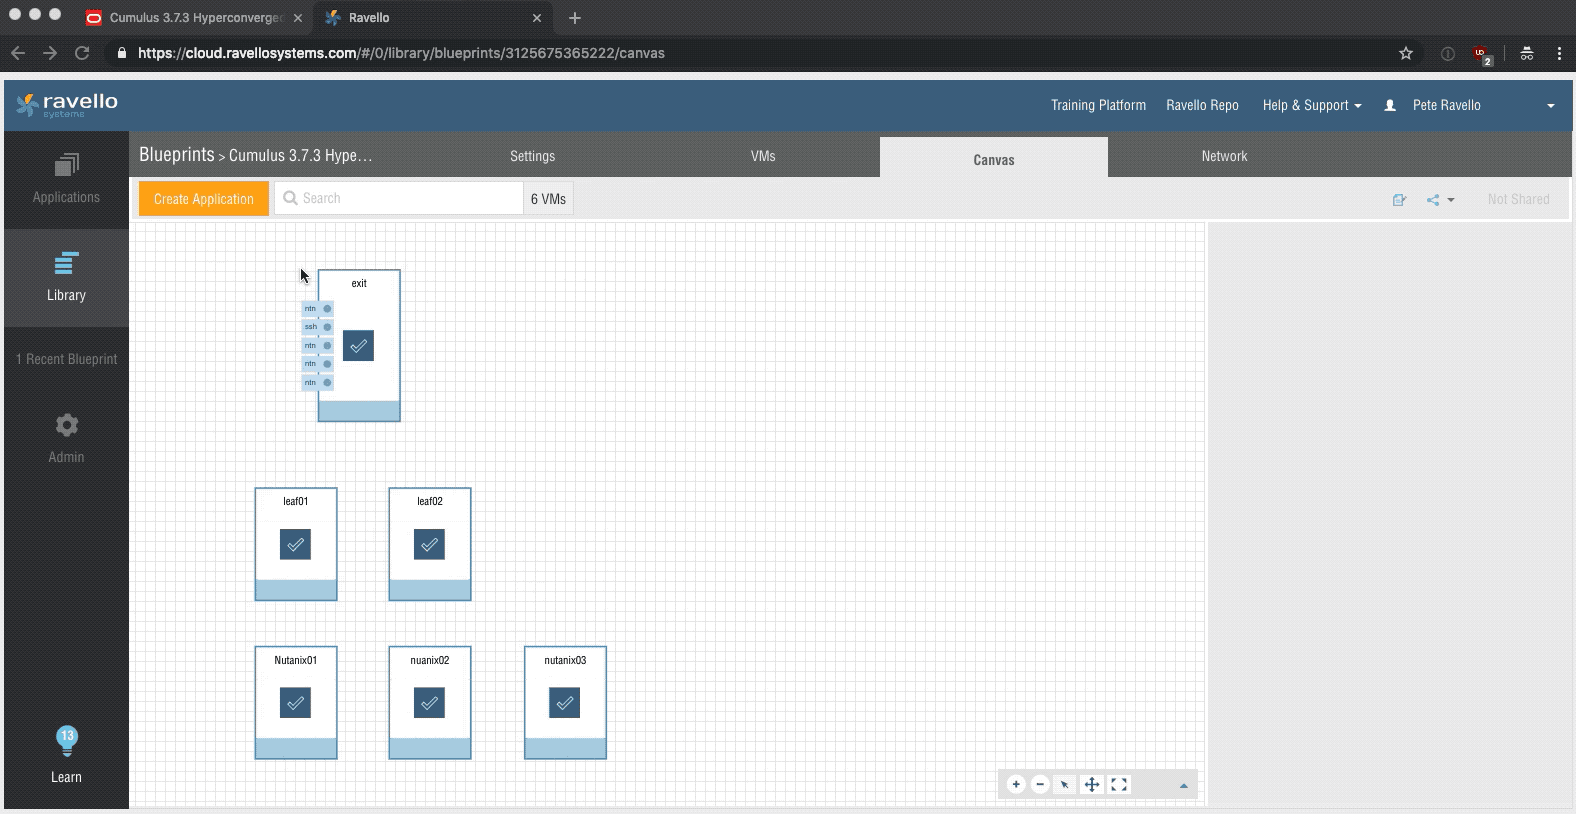 Cumulus 3.7.3 Hyperconverged
Ravello
https://cloud.ravellosystems.com/#/0/library/blueprints/3125675365222/canvas
2
ravello
systems
Training Platform
Ravello Repo
Help & Support
Pete Ravello
Applications
Library
1 Recent Blueprint
Admin
13
Learn
Blueprints > Cumulus 3.7.3 Hype...
Settings
VMs
Canvas
Network
Create Application
Search
6 VMs
Not Shared
exit
ntn
ssh
ntn
ntn
ntn
leaf01
leaf02
Nutanix01
nuanix02
nutanix03